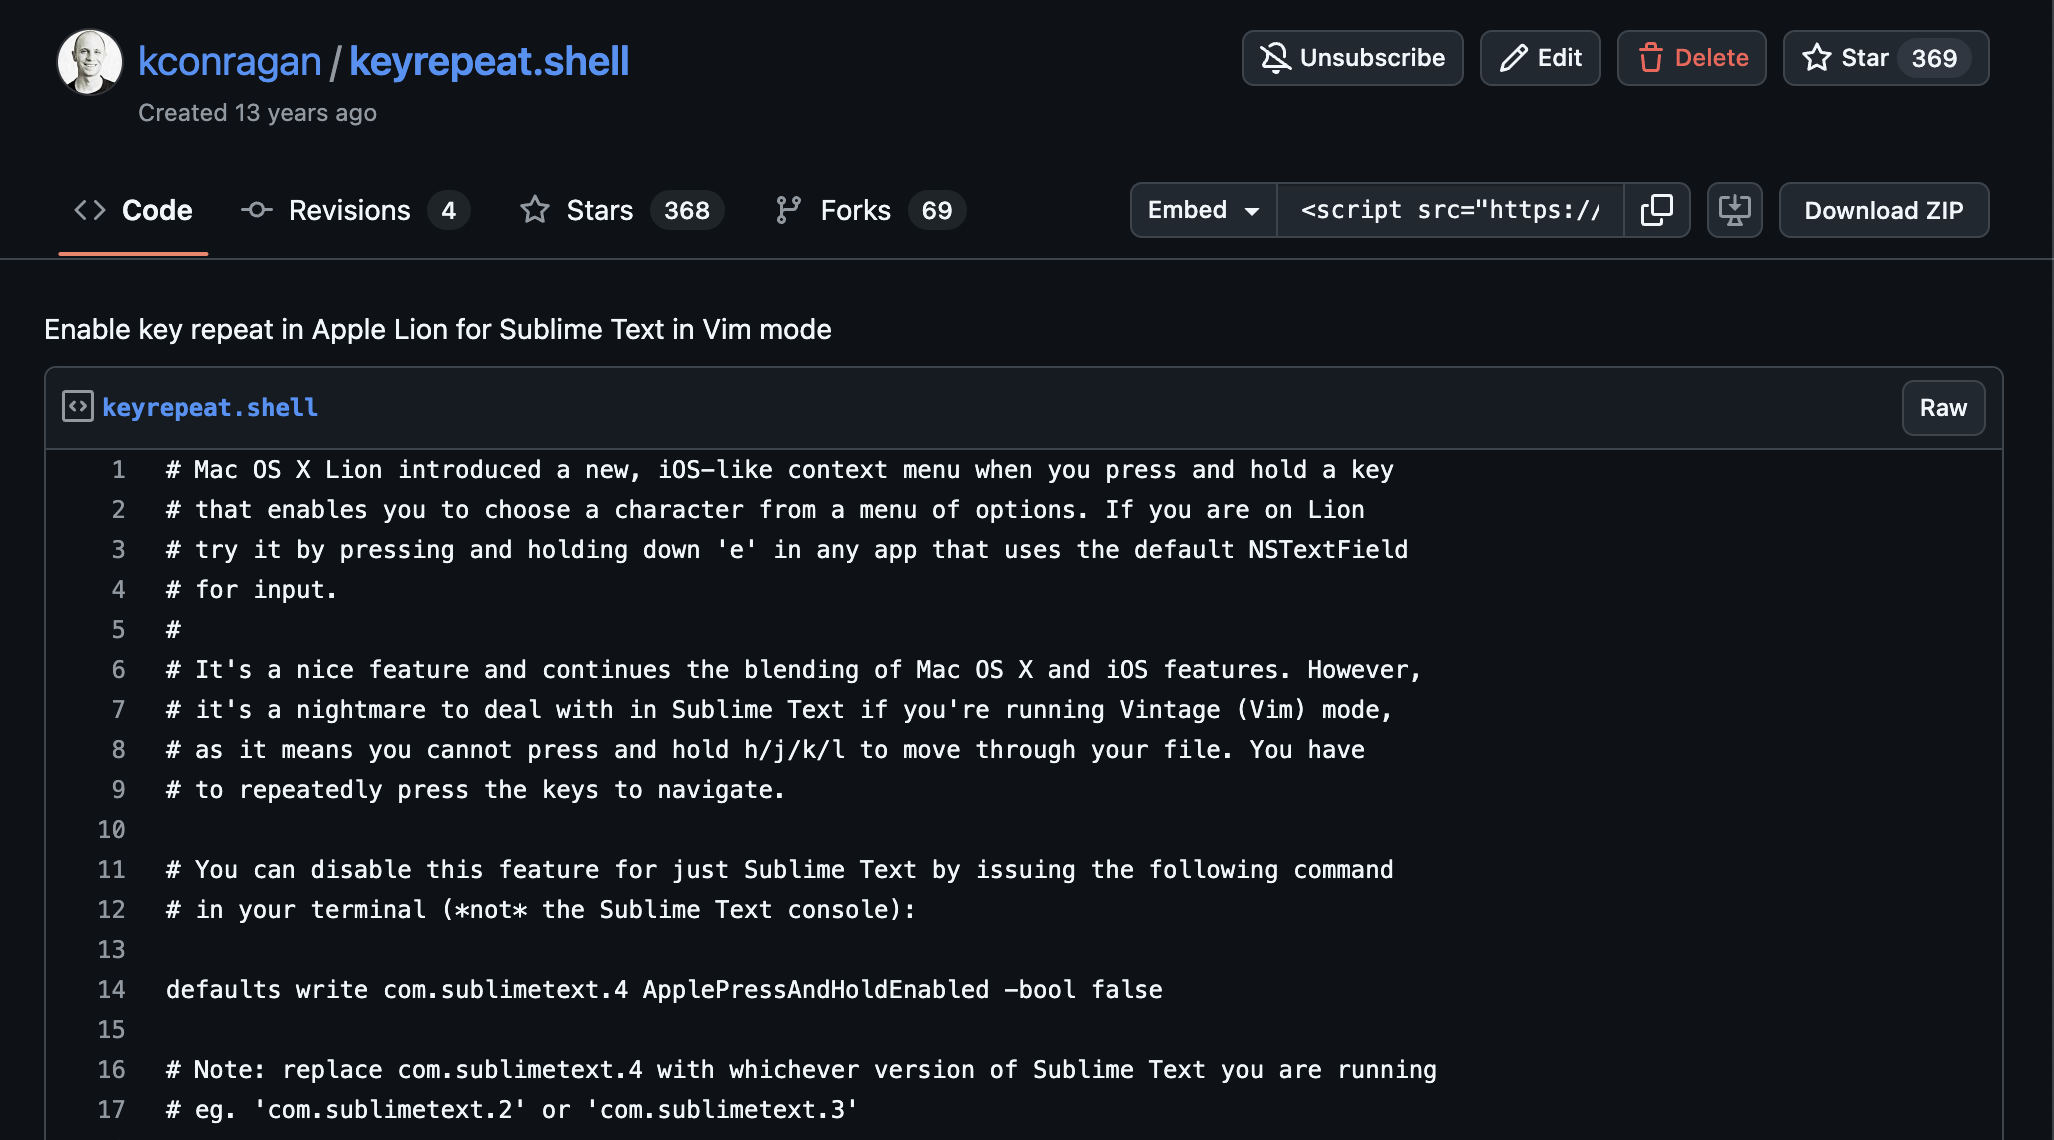 kconragan / keyrepeat.shell
Created 13 years ago
Unsubscribe
Edit
Delete
Star 369
Code
Revisions 4
Stars 368
Forks 69
Embed
<script src="https://
Download ZIP
Enable key repeat in Apple Lion for Sublime Text in Vim mode
keyrepeat.shell
Raw
1 # Mac OS X Lion introduced a new, iOS-like context menu when you press and hold a key
2 # that enables you to choose a character from a menu of options. If you are on Lion
3 # try it by pressing and holding down 'e' in any app that uses the default NSTextField
4 # for input.
5 #
6 # It's a nice feature and continues the blending of Mac OS X and iOS features. However,
7 # it's a nightmare to deal with in Sublime Text if you're running Vintage (Vim) mode,
8 # as it means you cannot press and hold h/j/k/l to move through your file. You have
9 # to repeatedly press the keys to navigate.
10
11 # You can disable this feature for just Sublime Text by issuing the following command
12 # in your terminal (*not* the Sublime Text console):
13
14 defaults write com.sublimetext.4 ApplePressAndHoldEnabled -bool false
15
16 # Note: replace com.sublimetext.4 with whichever version of Sublime Text you are running
17 # eg. 'com.sublimetext.2' or 'com.sublimetext.3'